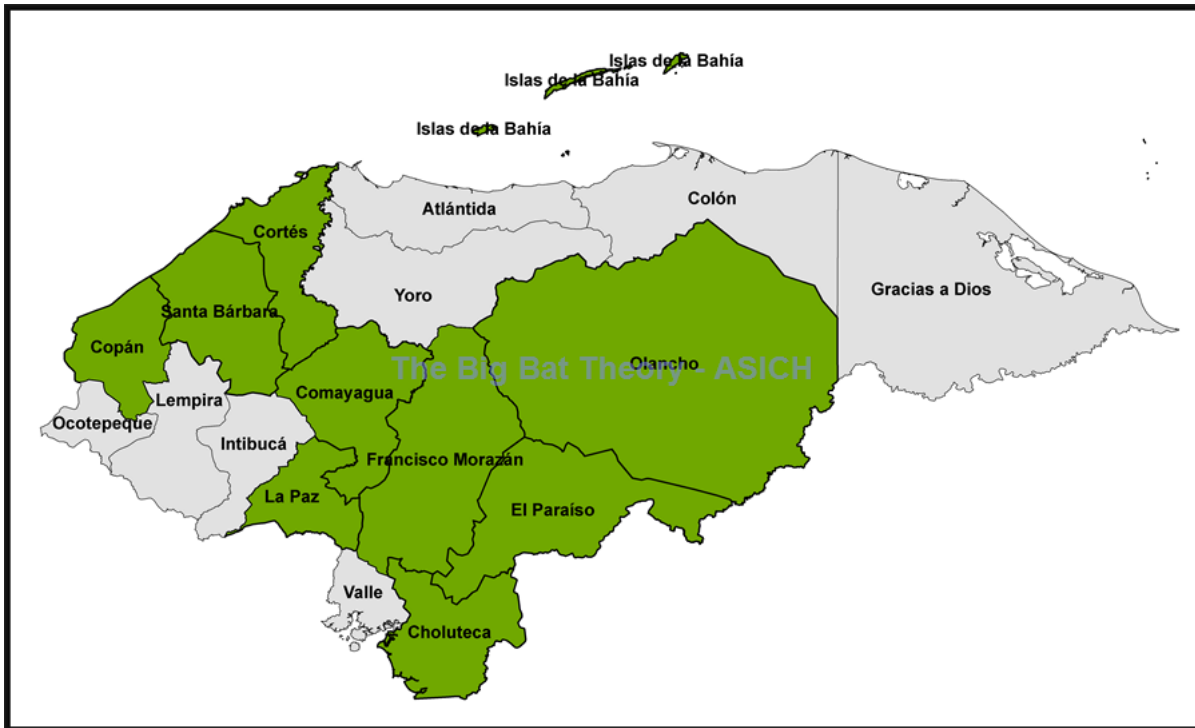 Islas de la Bahía
Islas de la Bahía
Islas de la Bahía
Atlántida
Colón
Cortés
Yoro
Gracias a Dios
Santa Bárbara
Copán
Olancho
The Big Bat Theory - ASICH
Comayagua
Lempira
Ocotepeque
Intibucá
Francisco Morazán
La Paz
El Paraíso
Valle
Choluteca